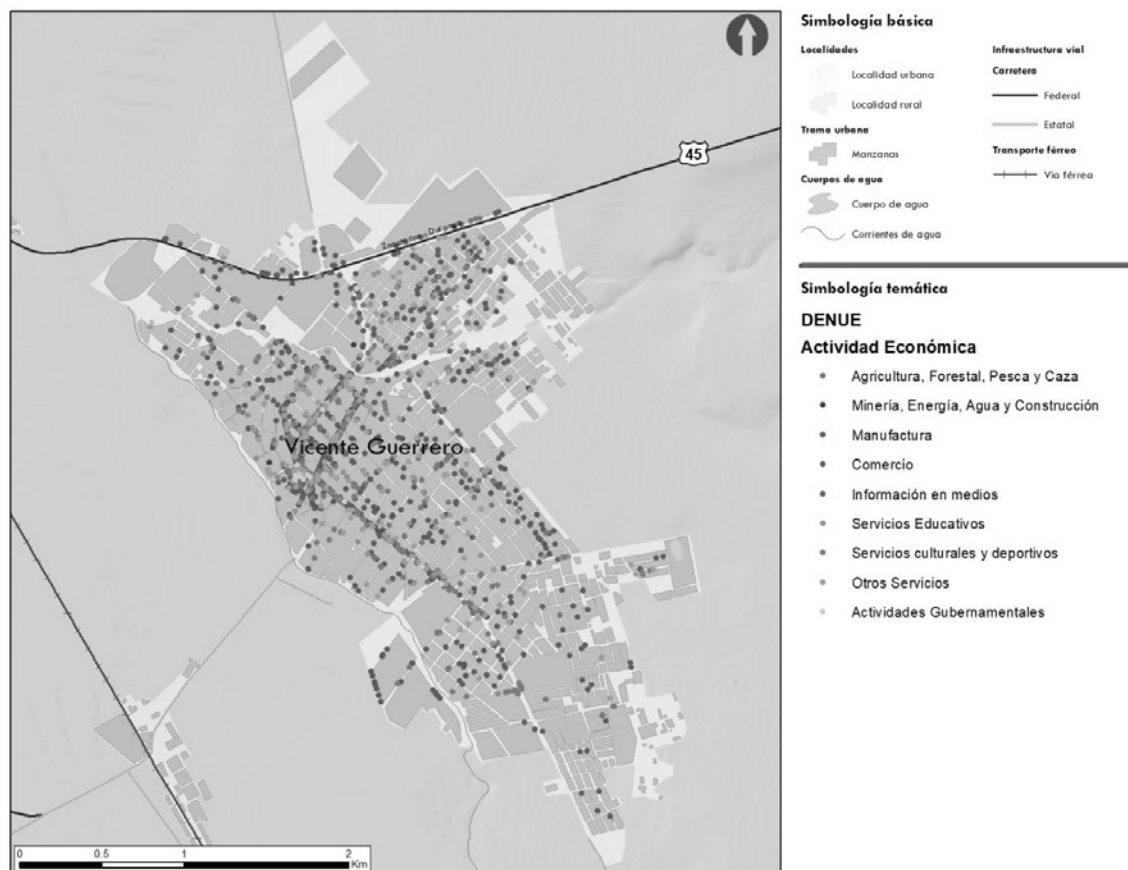 45
Vicente Guerrero
0 0.5 1 2
Km
Simbología básica
Localidades
Localidad urbana
Localidad rural
Trama urbana
Manzanas
Cuerpos de agua
Cuerpo de agua
Corrientes de agua
Infraestructura vial
Carretera
Federal
Estatal
Transporte férreo
Vía férrea
Simbología temática
DENUE
Actividad Económica
Agricultura, Forestal, Pesca y Caza
Minería, Energía, Agua y Construcción
Manufactura
Comercio
Información en medios
Servicios Educativos
Servicios culturales y deportivos
Otros Servicios
Actividades Gubernamentales